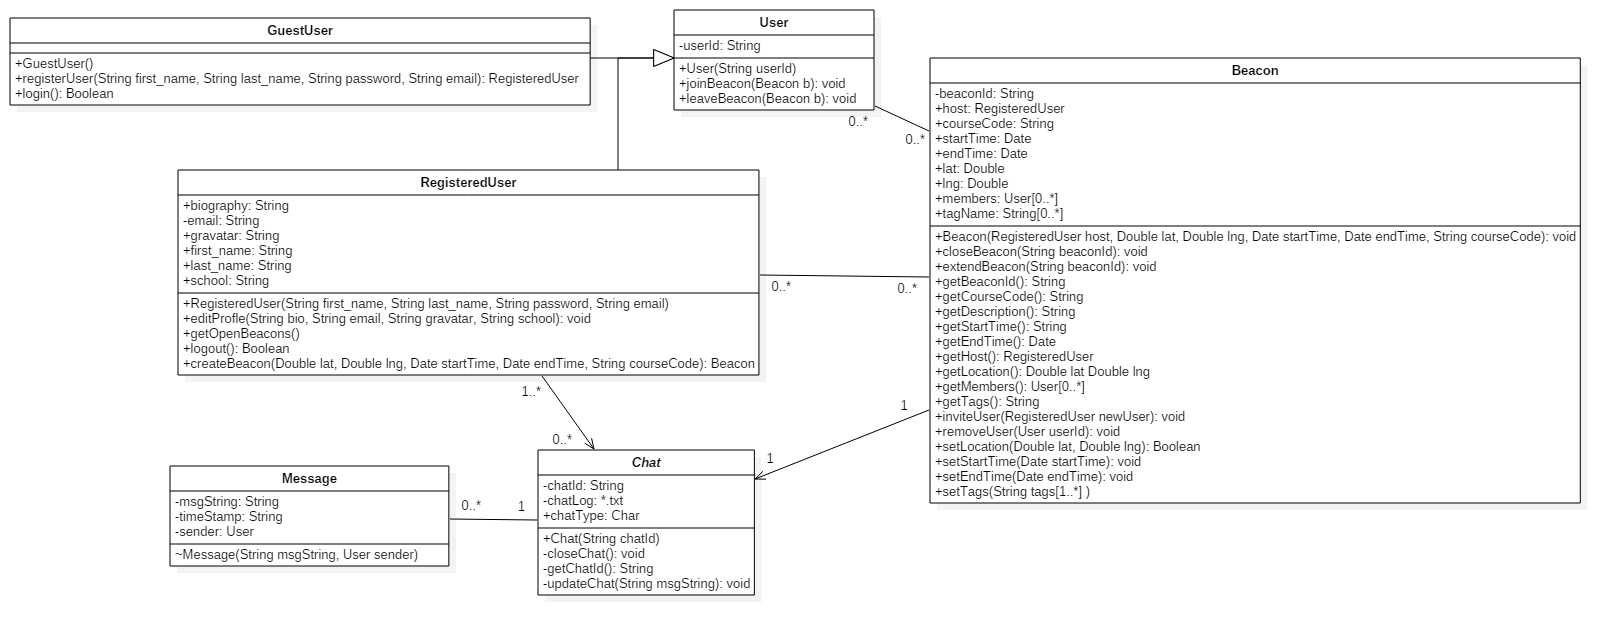 GuestUser
+GuestUser()
+registerUser(String first_name, String last_name, String password, String email): RegisteredUser
+login(): Boolean
User
-userId: String
+User(String userId)
+joinBeacon(Beacon b): void
+leaveBeacon(Beacon b): void
0..*
0..*
Beacon
-beaconId: String
+host: RegisteredUser
+courseCode: String
+startTime: Date
+endTime: Date
+lat: Double
+lng: Double
+members: User[0..*]
+tagName: String[0..*]
+Beacon(RegisteredUser host, Double lat, Double lng, Date startTime, Date endTime, String courseCode): void
+closeBeacon(String beaconId): void
+extendBeacon(String beaconId): void
+getBeaconId(): String
+getCourseCode(): String
+getDescription(): String
+getStartTime(): String
+getEndTime(): Date
+getHost(): RegisteredUser
+getLocation(): Double lat Double lng
+getMembers(): User[0..*]
+getTags(): String
+inviteUser(RegisteredUser newUser): void
+removeUser(User userId): void
+setLocation(Double lat, Double lng): Boolean
+setStartTime(Date startTime): void
+setEndTime(Date endTime): void
+setTags(String tags[1..*] )
RegisteredUser
+biography: String
-email: String
+gravatar: String
+first_name: String
+last_name: String
+school: String
+RegisteredUser(String first_name, String last_name, String password, String email)
+editProfle(String bio, String email, String gravatar, String school): void
+getOpenBeacons()
+logout(): Boolean
+createBeacon(Double lat, Double lng, Date startTime, Date endTime, String courseCode): Beacon
0..*
0..*
1..*
0..*
1
1
Chat
-chatId: String
-chatLog: *.txt
+chatType: Char
+Chat(String chatId)
-closeChat(): void
-getChatId(): String
-updateChat(String msgString): void
Message
-msgString: String
-timeStamp: String
-sender: User
~Message(String msgString, User sender)
0..*
1